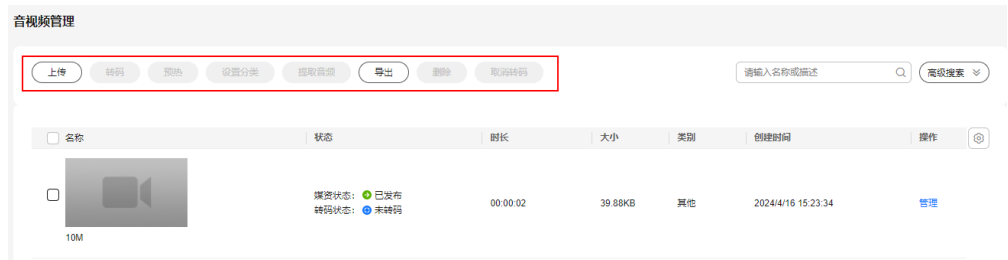 音视频管理
上传 转码 预热 设置分类 提取音频 导出 删除 取消转码 请输入名称或描述 高级搜索
名称 状态 时长 大小 类别 创建时间 操作
媒资状态： 已发布
转码状态： 未转码
00:00:02 39.88KB 其他 2024/4/16 15:23:34 管理
10M